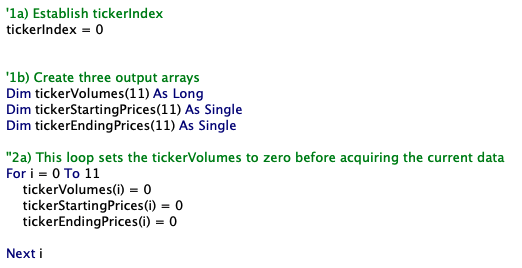 '1a) Establish tickerIndex
tickerIndex = 0
'1b) Create three output arrays
Dim tickerVolumes(11) As Long
Dim tickerStartingPrices(11) As Single
Dim tickerEndingPrices(11) As Single
''2a) This loop sets the tickerVolumes to zero before acquiring the current data
For i = 0 To 11
tickerVolumes(i) = 0
tickerStartingPrices(i) = 0
tickerEndingPrices(i) = 0
Next i